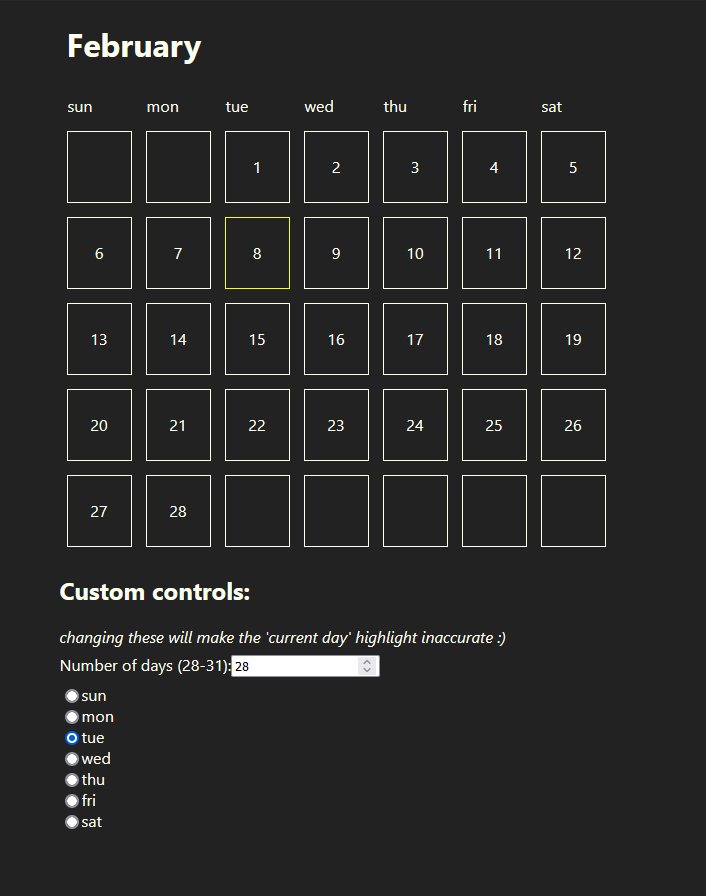 February
sun mon tue wed thu fri sat
1 2 3 4 5
6 7 8 9 10 11 12
13 14 15 16 17 18 19
20 21 22 23 24 25 26
27 28
Custom controls:
changing these will make the 'current day' highlight inaccurate :)
Number of days (28-31): 28
sun
mon
tue
wed
thu
fri
sat